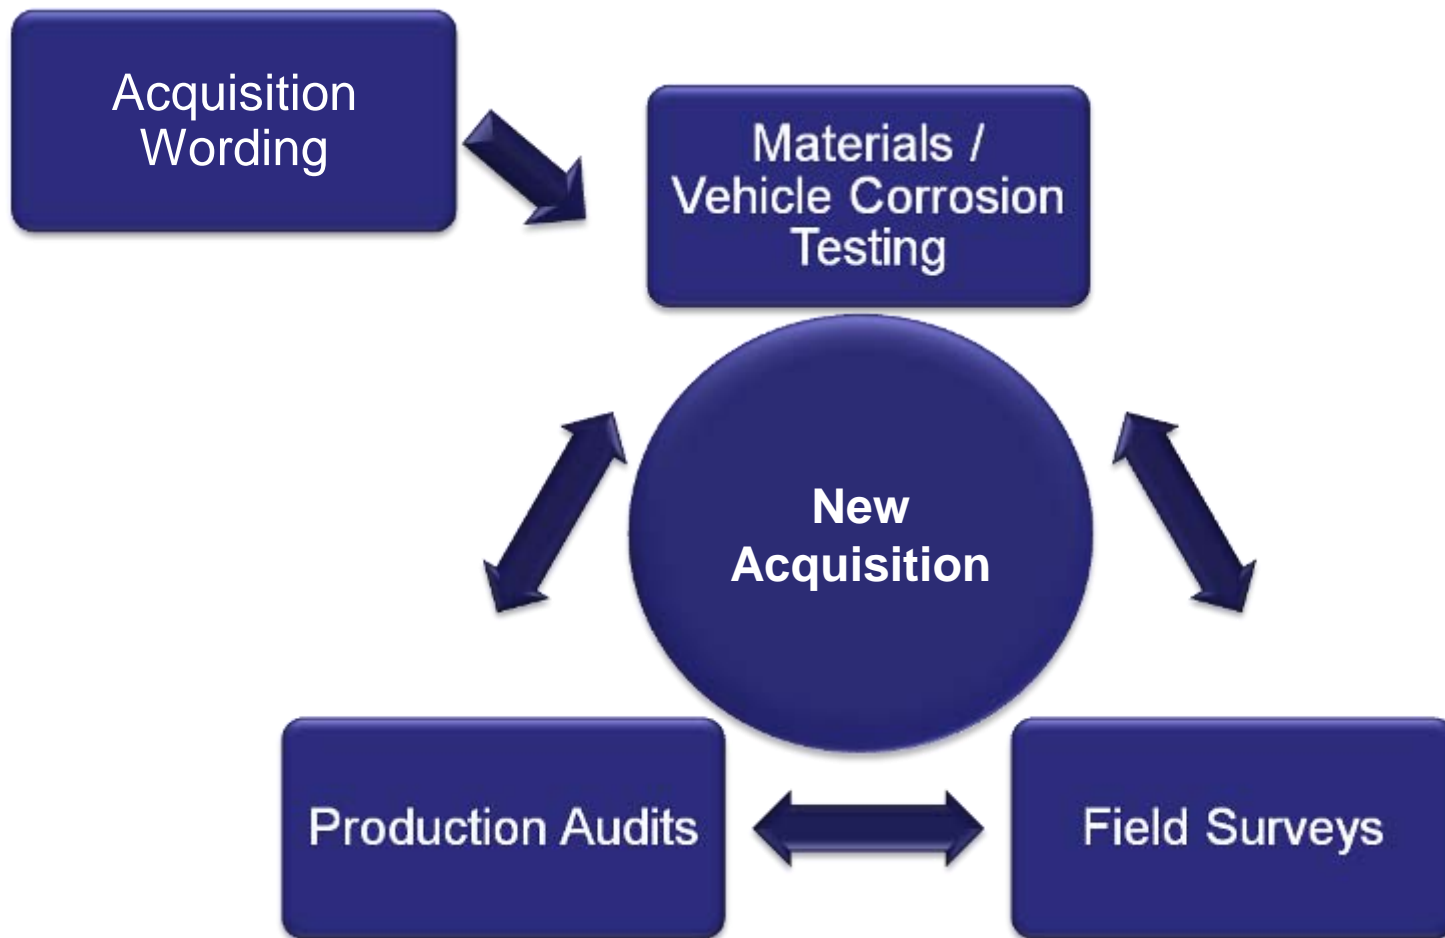 Acquisition
Wording
Materials /
Vehicle Corrosion
Testing
New
Acquisition
Production Audits
Field Surveys